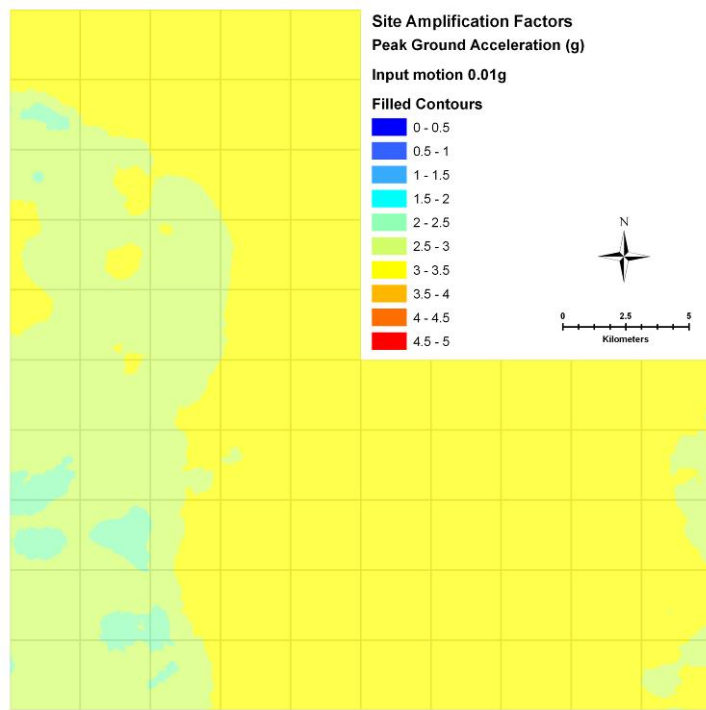 Site Amplification Factors
Peak Ground Acceleration (g)
Input motion 0.01g
Filled Contours
0 - 0.5
0.5 - 1
1 - 1.5
1.5 - 2
2 - 2.5
2.5 - 3
3 - 3.5
3.5 - 4
4 - 4.5
4.5 - 5
N
0 2.5 5
Kilometers